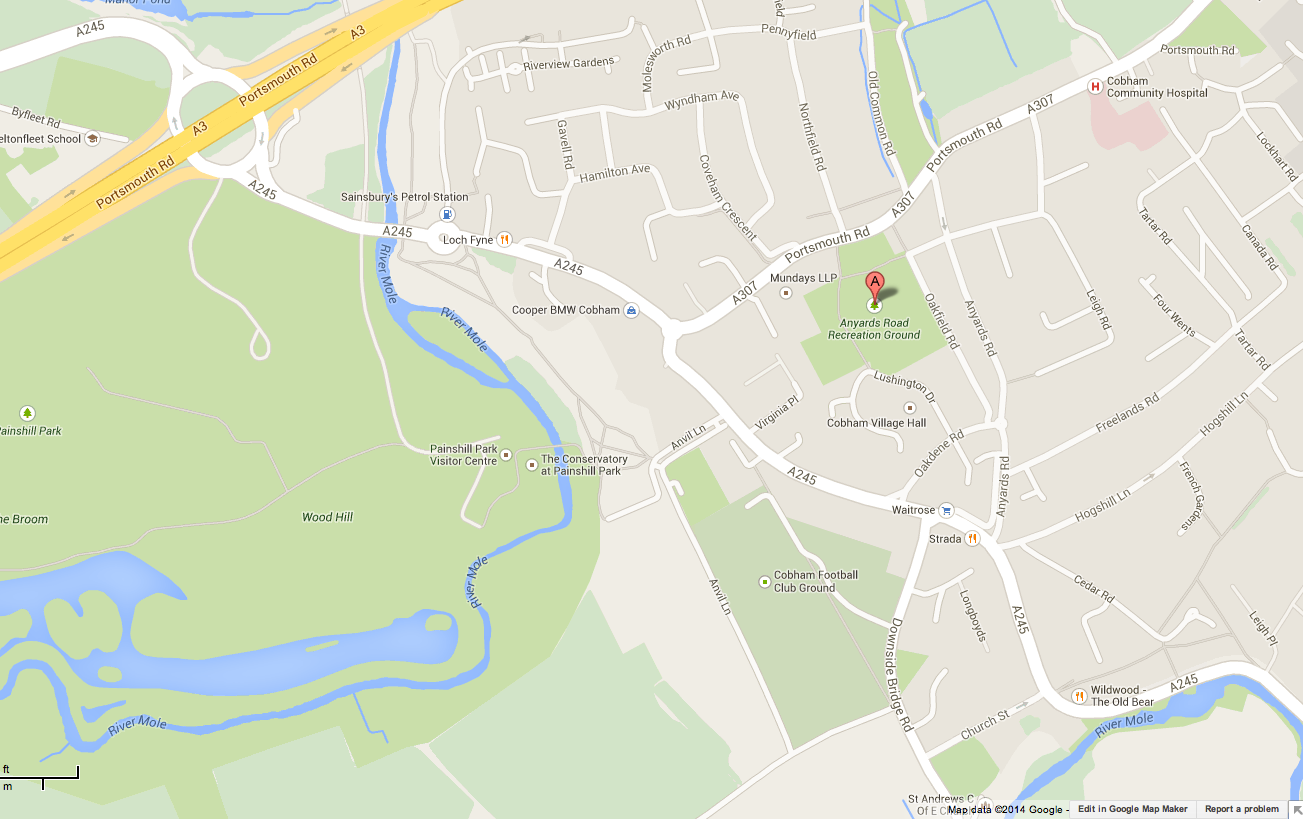 Manor Pond
A245
A3
Portsmouth Rd
A3
Portsmouth Rd
Byfleet Rd
eltonfleet School
A245
Riverview Gardens
Molesworth Rd
field
Pennyfield
Portsmouth Rd
Wyndham Ave
Old Common Rd
Northfield Rd
Cobham
Community Hospital
A307
Portsmouth Rd
Lockhart Rd
Gavell Rd
Hamilton Ave
Coveham Crescent
Sainsbury's Petrol Station
A245
Loch Fyne
A245
A307
Portsmouth Rd
Tartar Rd
Canada Rd
River Mole
River Mole
Mundays LLP
A307
A
Cooper BMW Cobham
Anyards Road
Recreation Ground
Oakfield Rd
Anyards Rd
Leigh Rd
Four Wents
Tartar Rd
Lushington Dr
Virginia Pl
Cobham Village Hall
Freelands Rd
Hogshill Ln
Painshill Park
Painshill Park
Visitor Centre
The Conservatory
at Painshill Park
Anvil Ln
A245
Oakdene Rd
Anyards Rd
Hogshill Ln
French Gardens
he Broom
Wood Hill
Waitrose
Strada
River Mole
Anvil Ln
Cobham Football
Club Ground
Longboyds
Cedar Rd
A245
Leigh Pl
Downside Bridge Rd
River Mole
Wildwood -
The Old Bear
A245
Church St
River Mole
ft
m
St Andrews C
Of E Ch
Map data ©2014 Google -
Edit in Google Map Maker
Report a problem